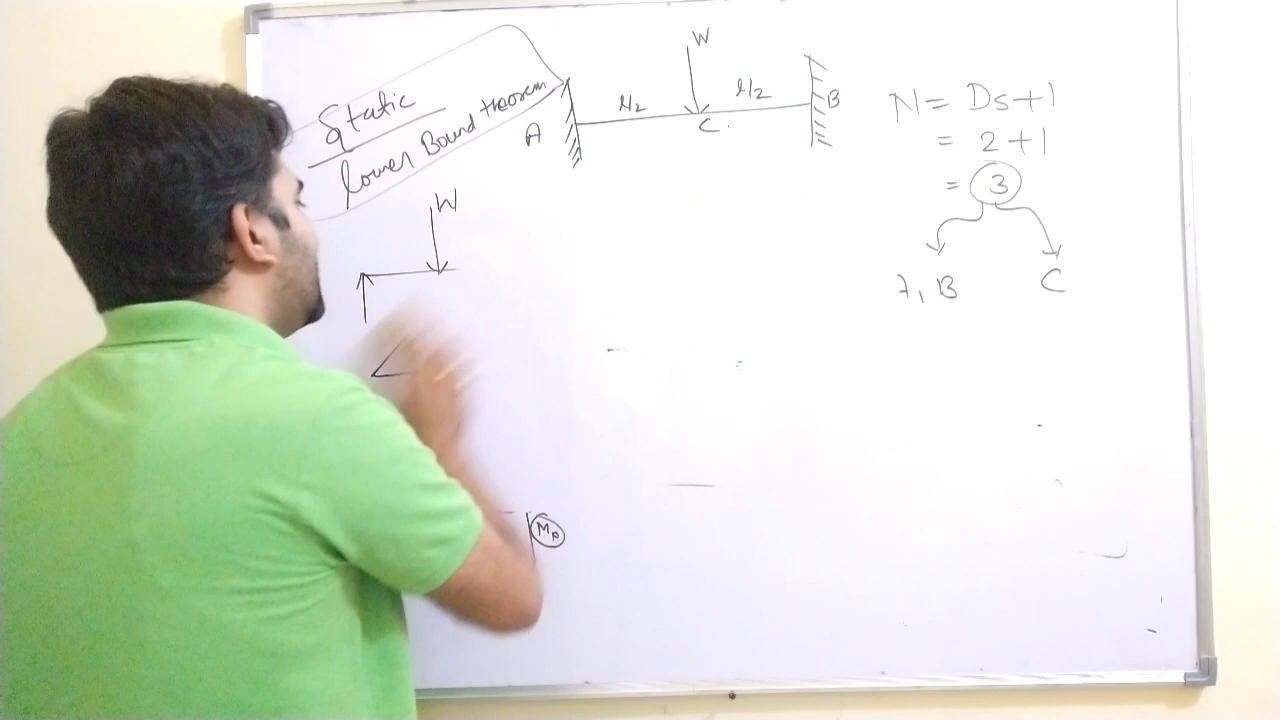 Static
lower Bound theorem
W
l/2
l/2
A
B
C.
N = Ds+1
= 2+1
= 3
A, B
C
W
Mp